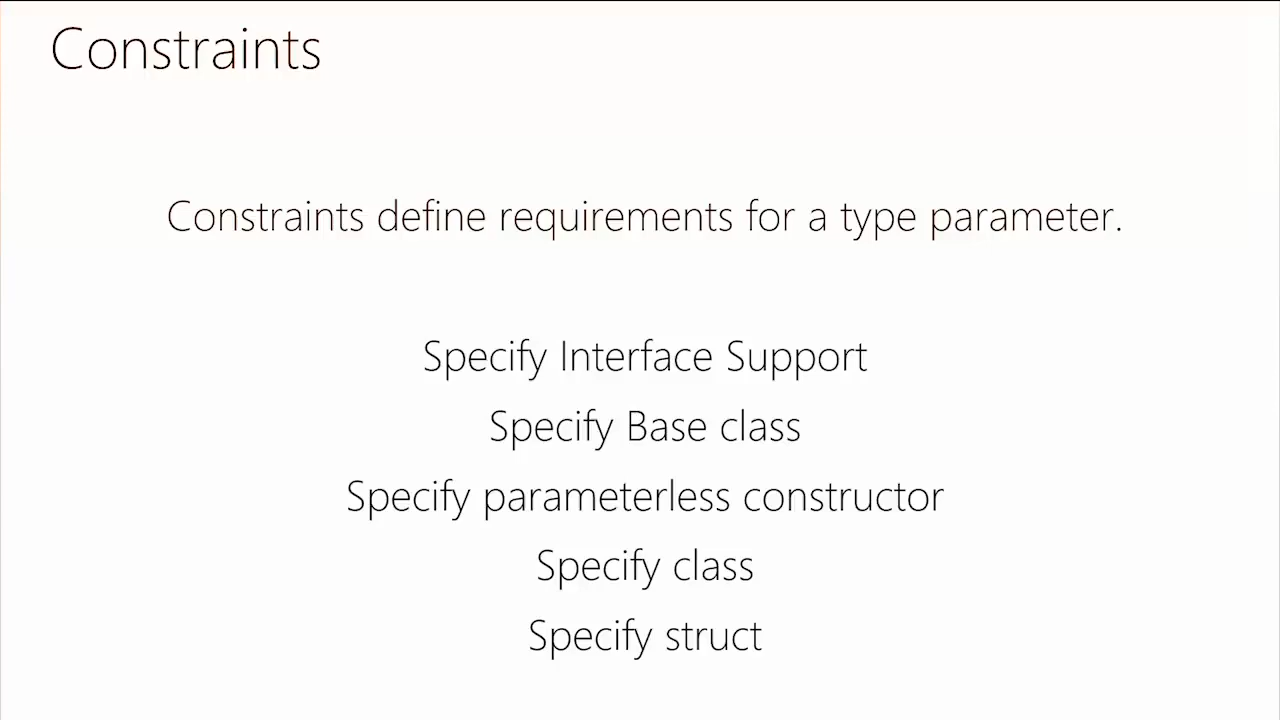 Constraints
Constraints define requirements for a type parameter.
Specify Interface Support
Specify Base class
Specify parameterless constructor
Specify class
Specify struct